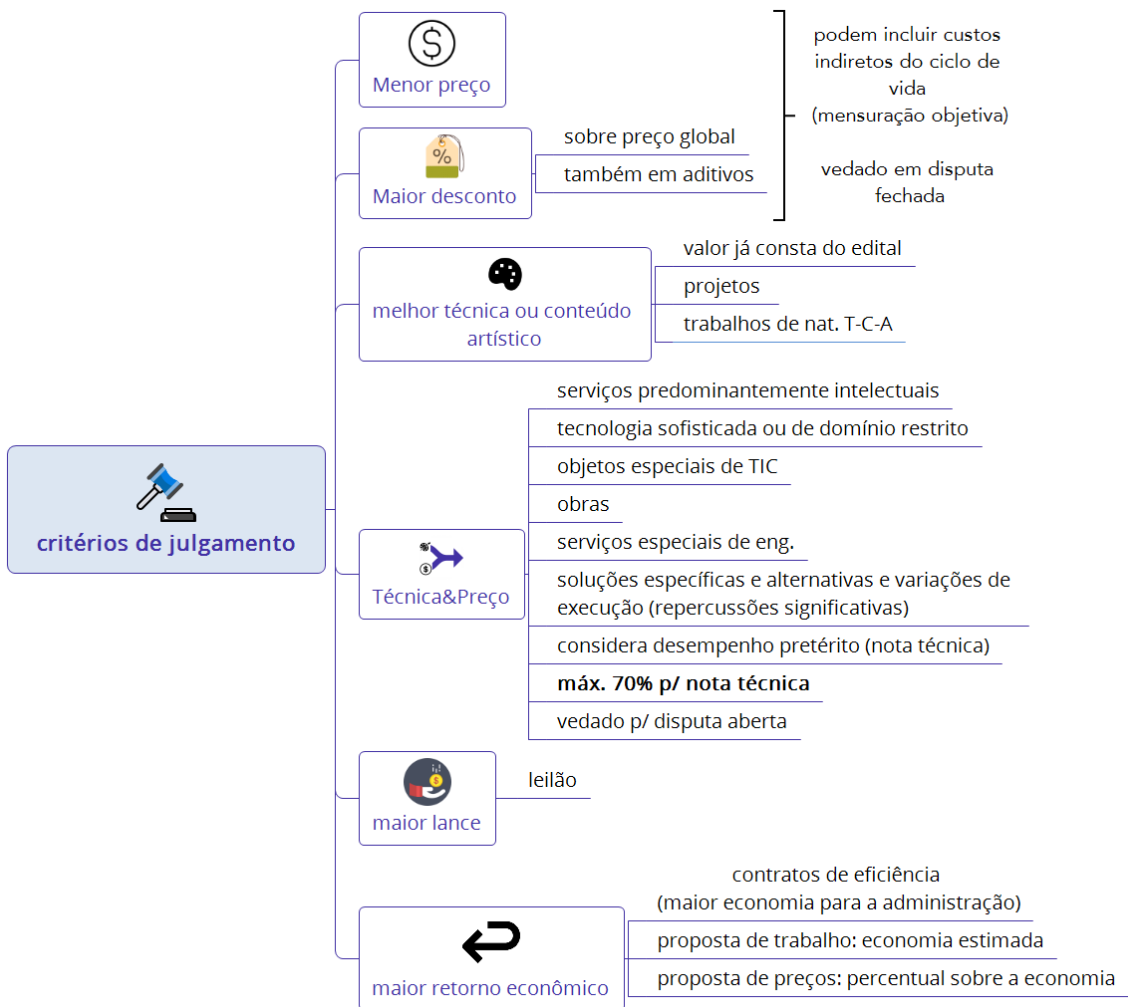 critérios de julgamento
$
Menor preço
%
Maior desconto
sobre preço global
também em aditivos
podem incluir custos
indiretos do ciclo de
vida
(mensuração objetiva)
vedado em disputa
fechada
melhor técnica ou conteúdo
artístico
valor já consta do edital
projetos
trabalhos de nat. T-C-A
Técnica&Preço
serviços predominantemente intelectuais
tecnologia sofisticada ou de domínio restrito
objetos especiais de TIC
obras
serviços especiais de eng.
soluções específicas e alternativas e variações de
execução (repercussões significativas)
considera desempenho pretérito (nota técnica)
máx. 70% p/ nota técnica
vedado p/ disputa aberta
maior lance
leilão
maior retorno econômico
contratos de eficiência
(maior economia para a administração)
proposta de trabalho: economia estimada
proposta de preços: percentual sobre a economia